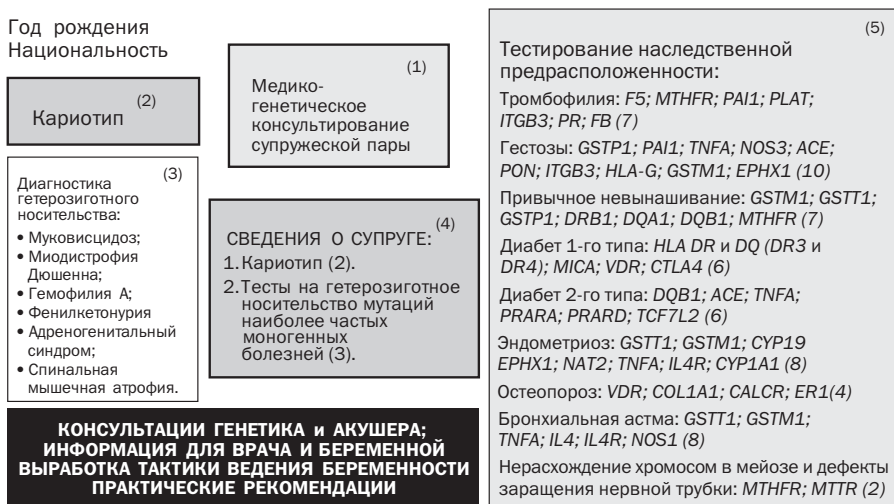 Год рождения
Национальность
(1)
Медико-
генетическое
консультирование
супружеской пары
(2)
Кариотип
(3)
Диагностика
гетерозиготного
носительства:
• Муковисцидоз;
• Миодистрофия
Дюшенна;
• Гемофилия А;
• Фенилкетонурия
• Адреногенитальный
синдром;
• Спинальная
мышечная атрофия.
(4)
СВЕДЕНИЯ О СУПРУГЕ:
1.Кариотип (2).
2.Тесты на гетерозиготное
носительство мутаций
наиболее частых
моногенных
болезней (3).
КОНСУЛЬТАЦИИ ГЕНЕТИКА и АКУШЕРА;
ИНФОРМАЦИЯ ДЛЯ ВРАЧА И БЕРЕМЕННОЙ
ВЫРАБОТКА ТАКТИКИ ВЕДЕНИЯ БЕРЕМЕННОСТИ
ПРАКТИЧЕСКИЕ РЕКОМЕНДАЦИИ
(5)
Тестирование наследственной
предрасположенности:
Тромбофилия: F5; MTHFR; PAI1; PLAT;
ITGB3; PR; FB (7)
Гестозы: GSTP1; PAI1; TNFA; NOS3; ACE;
PON; ITGB3; HLA-G; GSTM1; EPHX1 (10)
Привычное невынашивание: GSTM1; GSTT1;
GSTP1; DRB1; DQA1; DQB1; MTHFR (7)
Диабет 1-го типа: HLA DR и DQ (DR3 и
DR4); MICA; VDR; CTLA4 (6)
Диабет 2-го типа: DQB1; ACE; TNFA;
PRARA; PRARD; TCF7L2 (6)
Эндометриоз: GSTT1; GSTM1; CYP19
EPHX1; NAT2; TNFA; IL4R; CYP1A1 (8)
Остеопороз: VDR; COL1A1; CALCR; ER1(4)
Бронхиальная астма: GSTT1; GSTM1;
TNFA; IL4; IL4R; NOS1 (8)
Нерасхождение хромосом в мейозе и дефекты
заращения нервной трубки: MTHFR; MTTR (2)